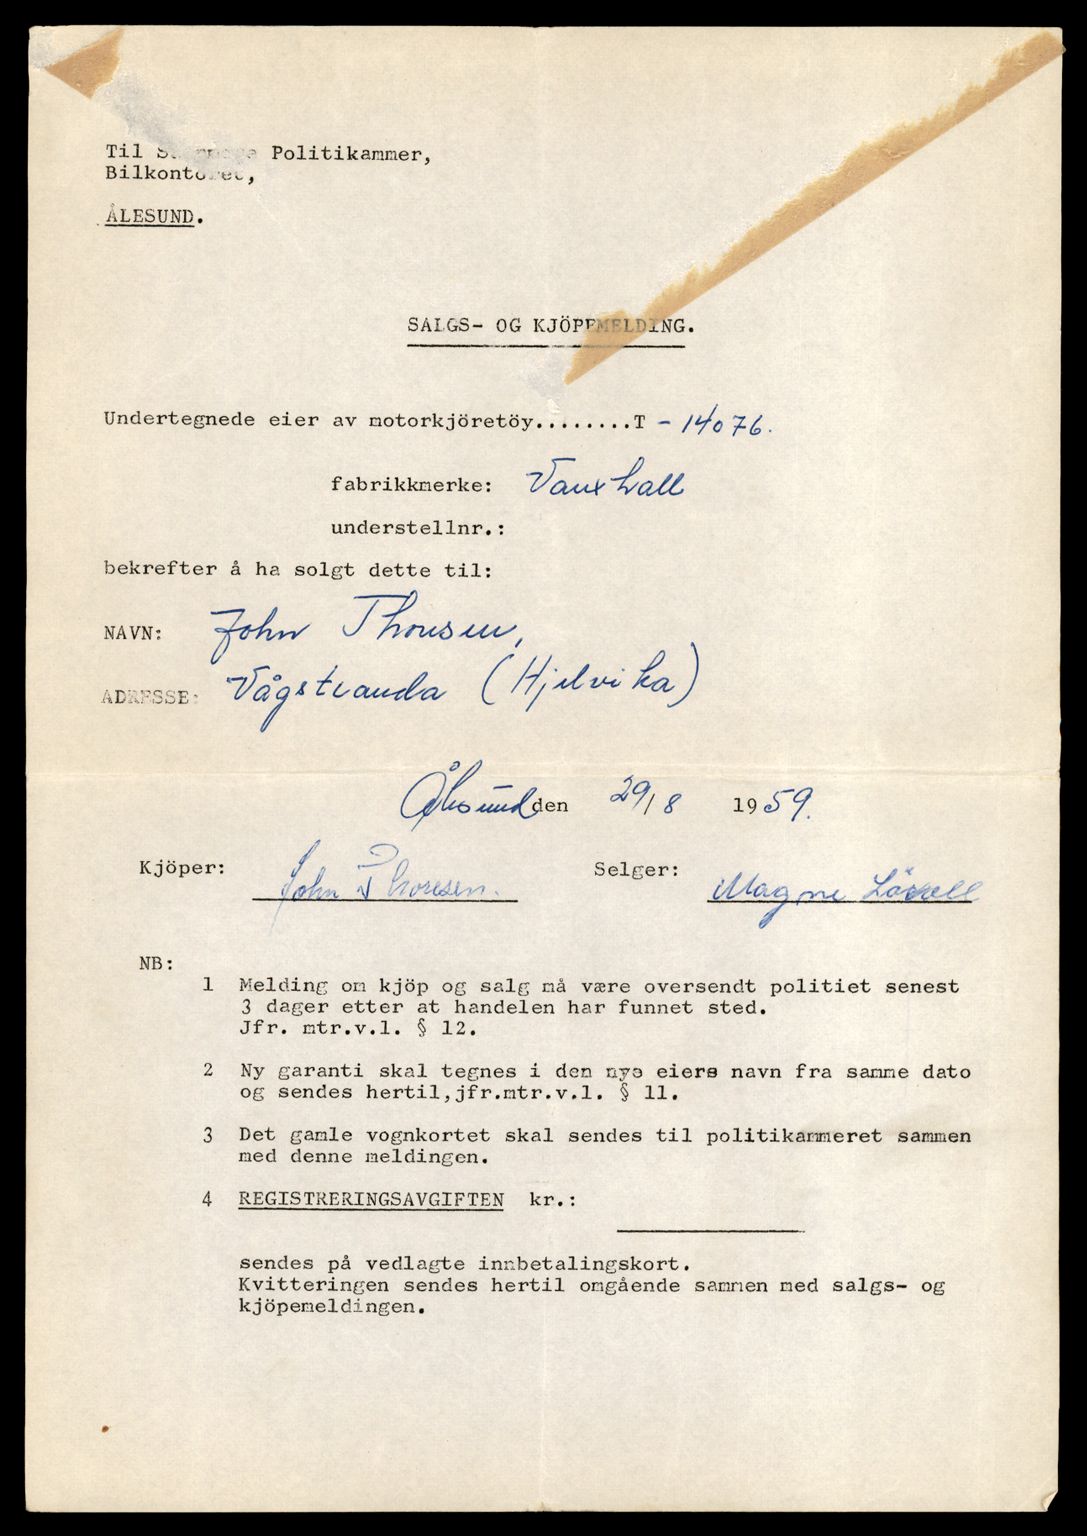 Til Politikammer,
Bilkontoret,
ÅLESUND.
SALGS- OG KJÖPEMELDING.
Undertegnede eier av motorkjöretöy........T - 14076.
fabrikkmerke: Vauxhall
understellnr.:
bekrefter å ha solgt dette til:
NAVN: John Thoresen,
ADRESSE: Vågstranda (Hjelvika)
Ålesund den 29/8 1959.
Kjöper: John Thoresen. Selger: Magne
NB:
1 Melding om kjöp og salg må være oversendt politiet senest
3 dager etter at handelen har funnet sted.
Jfr. mtr.v.l. § 12.
2 Ny garanti skal tegnes i den nye eiers navn fra samme dato
og sendes hertil,jfr.mtr.v.l. § 11.
3 Det gamle vognkortet skal sendes til politikammeret sammen
med denne meldingen.
4 REGISTRERINGSAVGIFTEN kr.:
sendes på vedlagte innbetalingskort.
Kvitteringen sendes hertil omgående sammen med salgs- og
kjöpemeldingen.